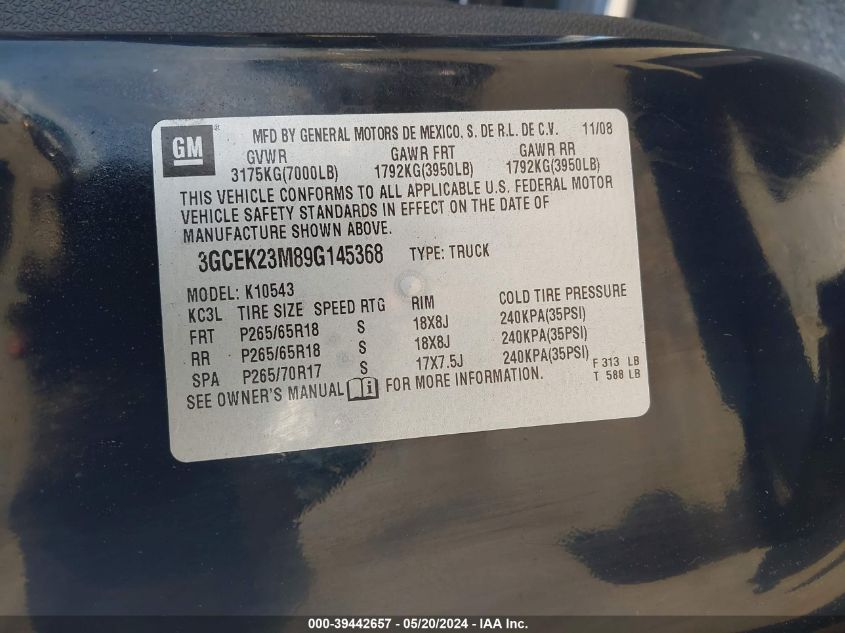 GM ® MFD BY GENERAL MOTORS DE MEXICO, S. DE R.L. DE C.V. 11/08
GVWR GAWR FRT GAWR RR
3175KG(7000LB) 1792KG(3950LB) 1792KG(3950LB)
THIS VEHICLE CONFORMS TO ALL APPLICABLE U.S. FEDERAL MOTOR
VEHICLE SAFETY STANDARDS IN EFFECT ON THE DATE OF
MANUFACTURE SHOWN ABOVE.
3GCEK23M89G145368 TYPE: TRUCK
MODEL: K10543
KC3L TIRE SIZE SPEED RTG RIM COLD TIRE PRESSURE
FRT P265/65R18 S 18X8J 240KPA(35PSI)
RR P265/65R18 S 18X8J 240KPA(35PSI)
SPA P265/70R17 S 17X7.5J 240KPA(35PSI) F 313 LB
SEE OWNER'S MANUAL i FOR MORE INFORMATION. T 588 LB
000-39442657 - 05/20/2024 - IAA Inc.